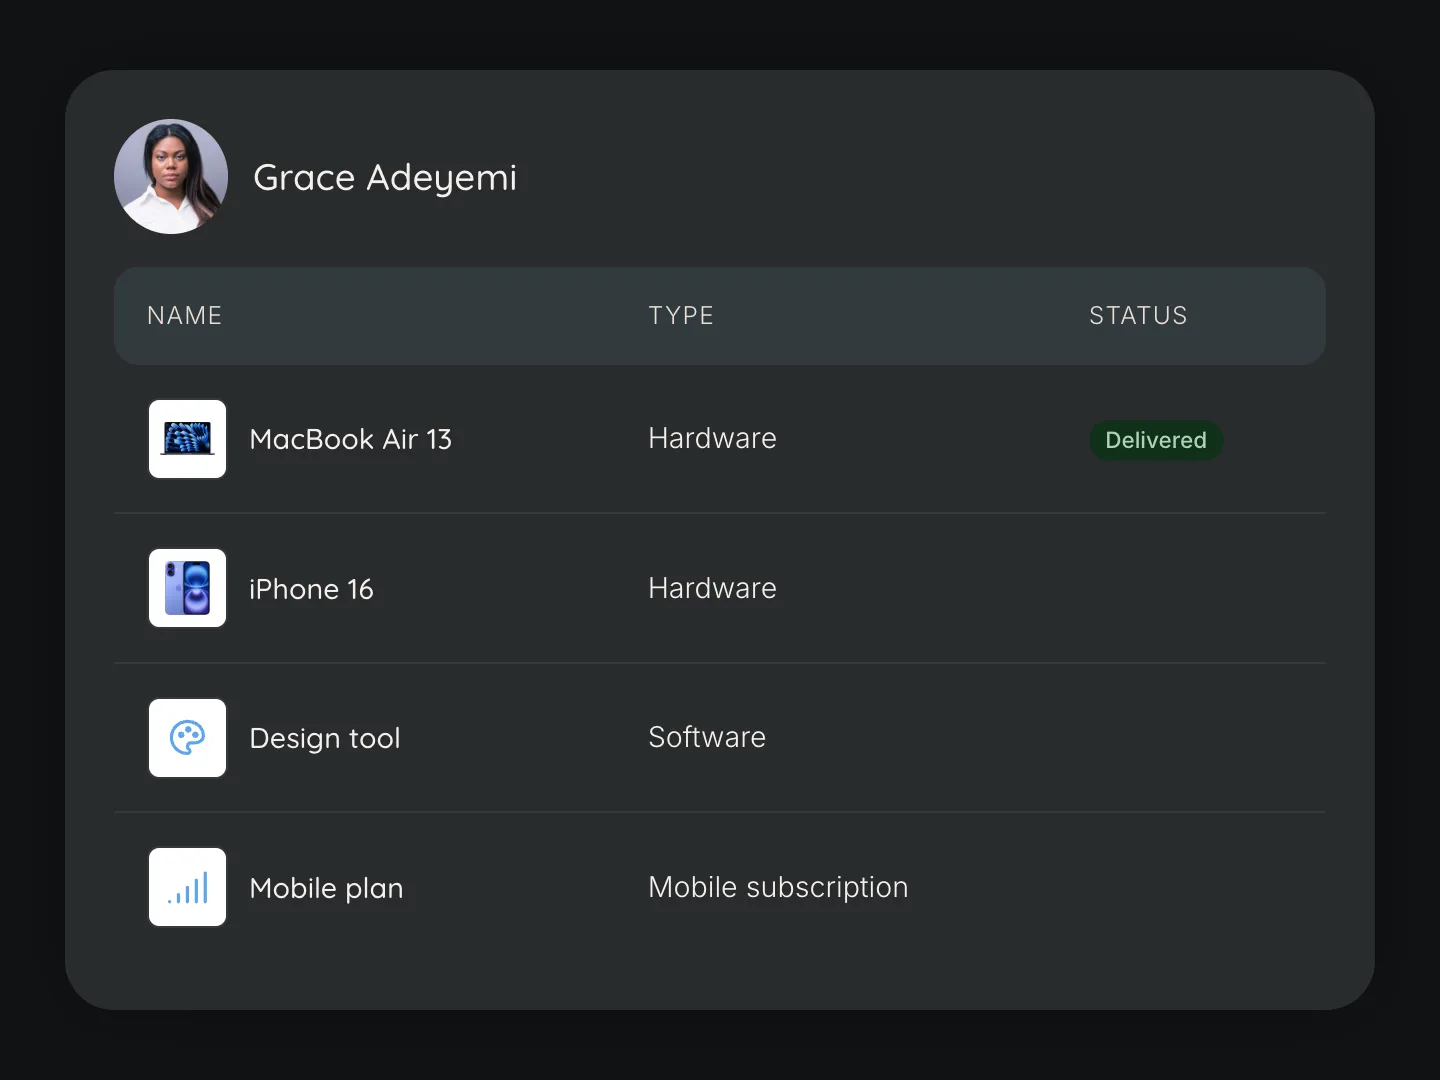 Grace Adeyemi
NAME TYPE STATUS
MacBook Air 13 Hardware Delivered
iPhone 16 Hardware
Design tool Software
Mobile plan Mobile subscription